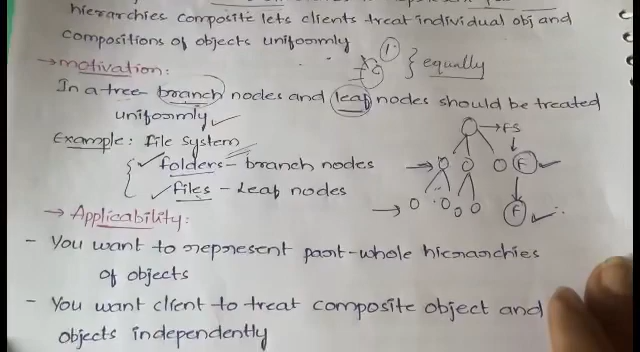 hierarchies composite lets clients treat individual obj and
compositions of objects uniformly
1.
} equally
→ motivation:
In a tree branch nodes and leaf nodes should be treated
uniformly
→ FS
Example: file system
folders - branch nodes
F
files - Leaf nodes
F
→ Applicability:
- You want to represent part-whole hierarchies
of objects
- You want client to treat composite object and
objects independently